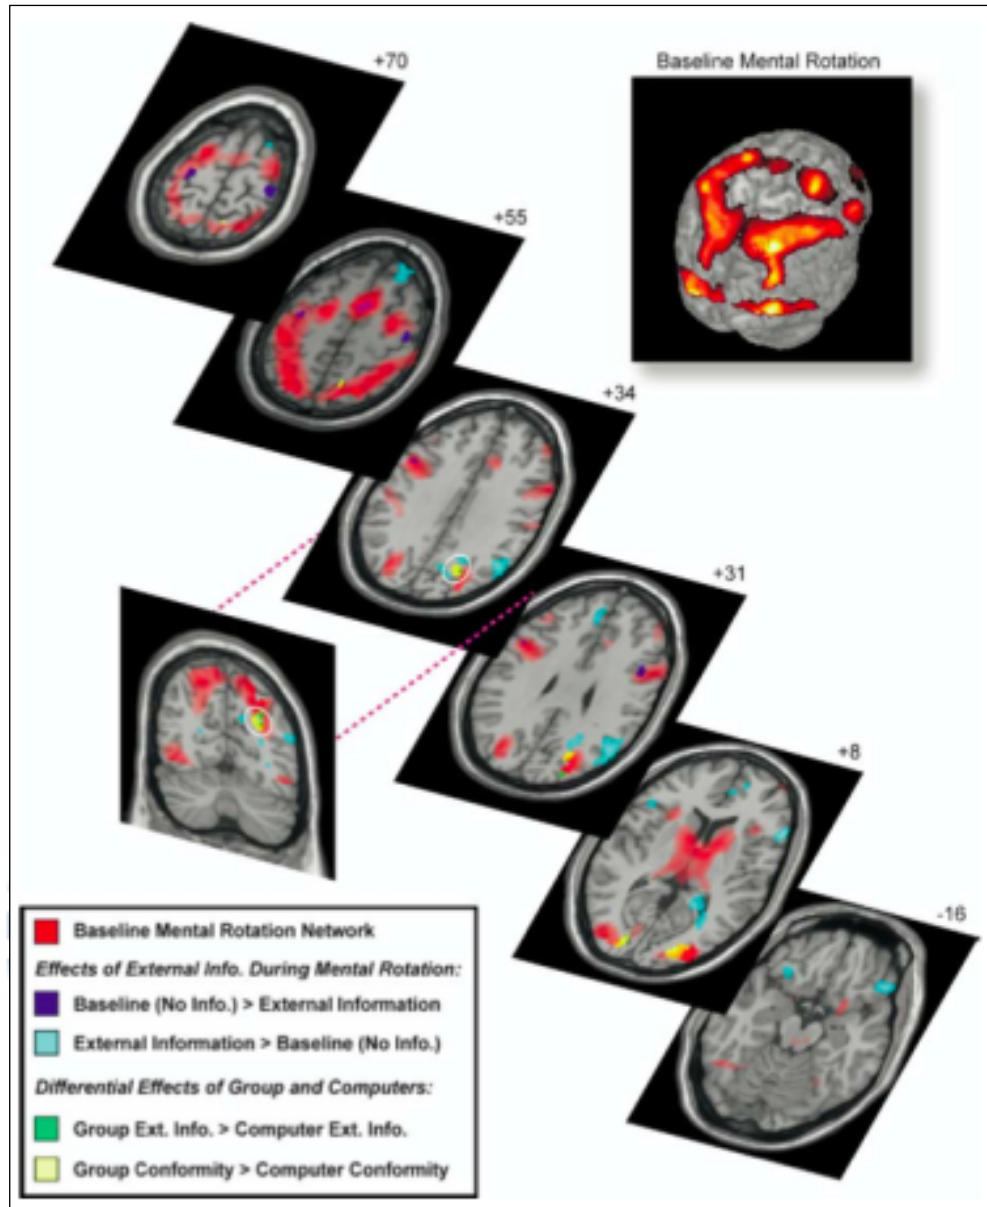 +70
Baseline Mental Rotation
+55
+34
+31
+8
-16
Baseline Mental Rotation Network
Effects of External Info. During Mental Rotation:
Baseline (No Info.) > External Information
External Information > Baseline (No Info.)
Differential Effects of Group and Computers:
Group Ext. Info. > Computer Ext. Info.
Group Conformity > Computer Conformity